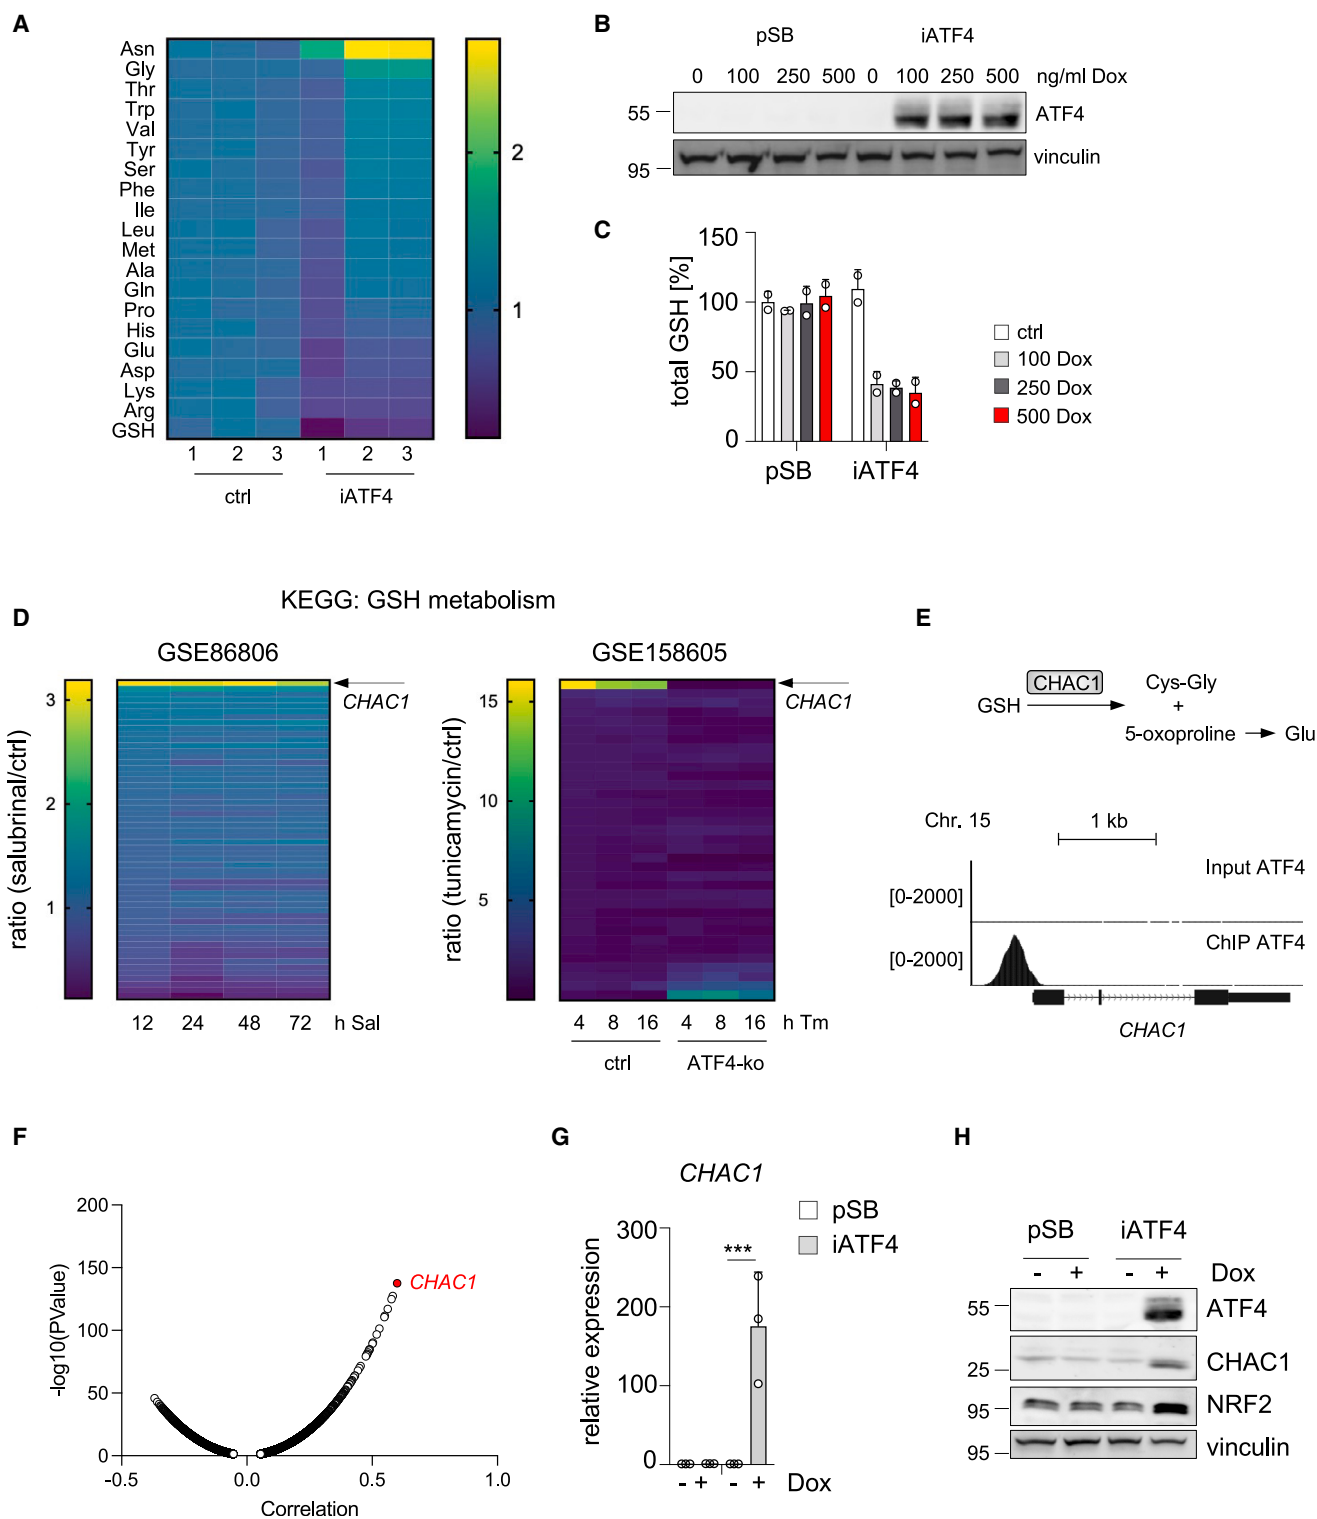 A
Asn
Gly
Thr
Trp
Val
Tyr
Ser
Phe
Ile
Leu
Met
Ala
Gln
Pro
His
Glu
Asp
Lys
Arg
GSH
1 2 3 1 2 3
ctrl iATF4
2
1
B
pSB iATF4
0 100 250 500 0 100 250 500 ng/ml Dox
55 ATF4
95 vinculin
C
total GSH [%]
150
100
50
0
pSB iATF4
ctrl
100 Dox
250 Dox
500 Dox
KEGG: GSH metabolism
D
GSE86806
ratio (salubrinal/ctrl)
3
2
1
CHAC1
12 24 48 72 h Sal
GSE158605
ratio (tunicamycin/ctrl)
15
10
5
CHAC1
4 8 16 4 8 16 h Tm
ctrl ATF4-ko
E
GSH CHAC1 Cys-Gly
+
5-oxoproline Glu
Chr. 15 1 kb
Input ATF4
[0-2000]
ChIP ATF4
[0-2000]
CHAC1
F
-log10(PValue)
200
150
100
50
0
CHAC1
-0.5 0.0 0.5 1.0
Correlation
G
CHAC1
relative expression
300
200
100
0
***
pSB
iATF4
- + - + Dox
H
pSB iATF4
- + - + Dox
55 ATF4
25 CHAC1
95 NRF2
95 vinculin